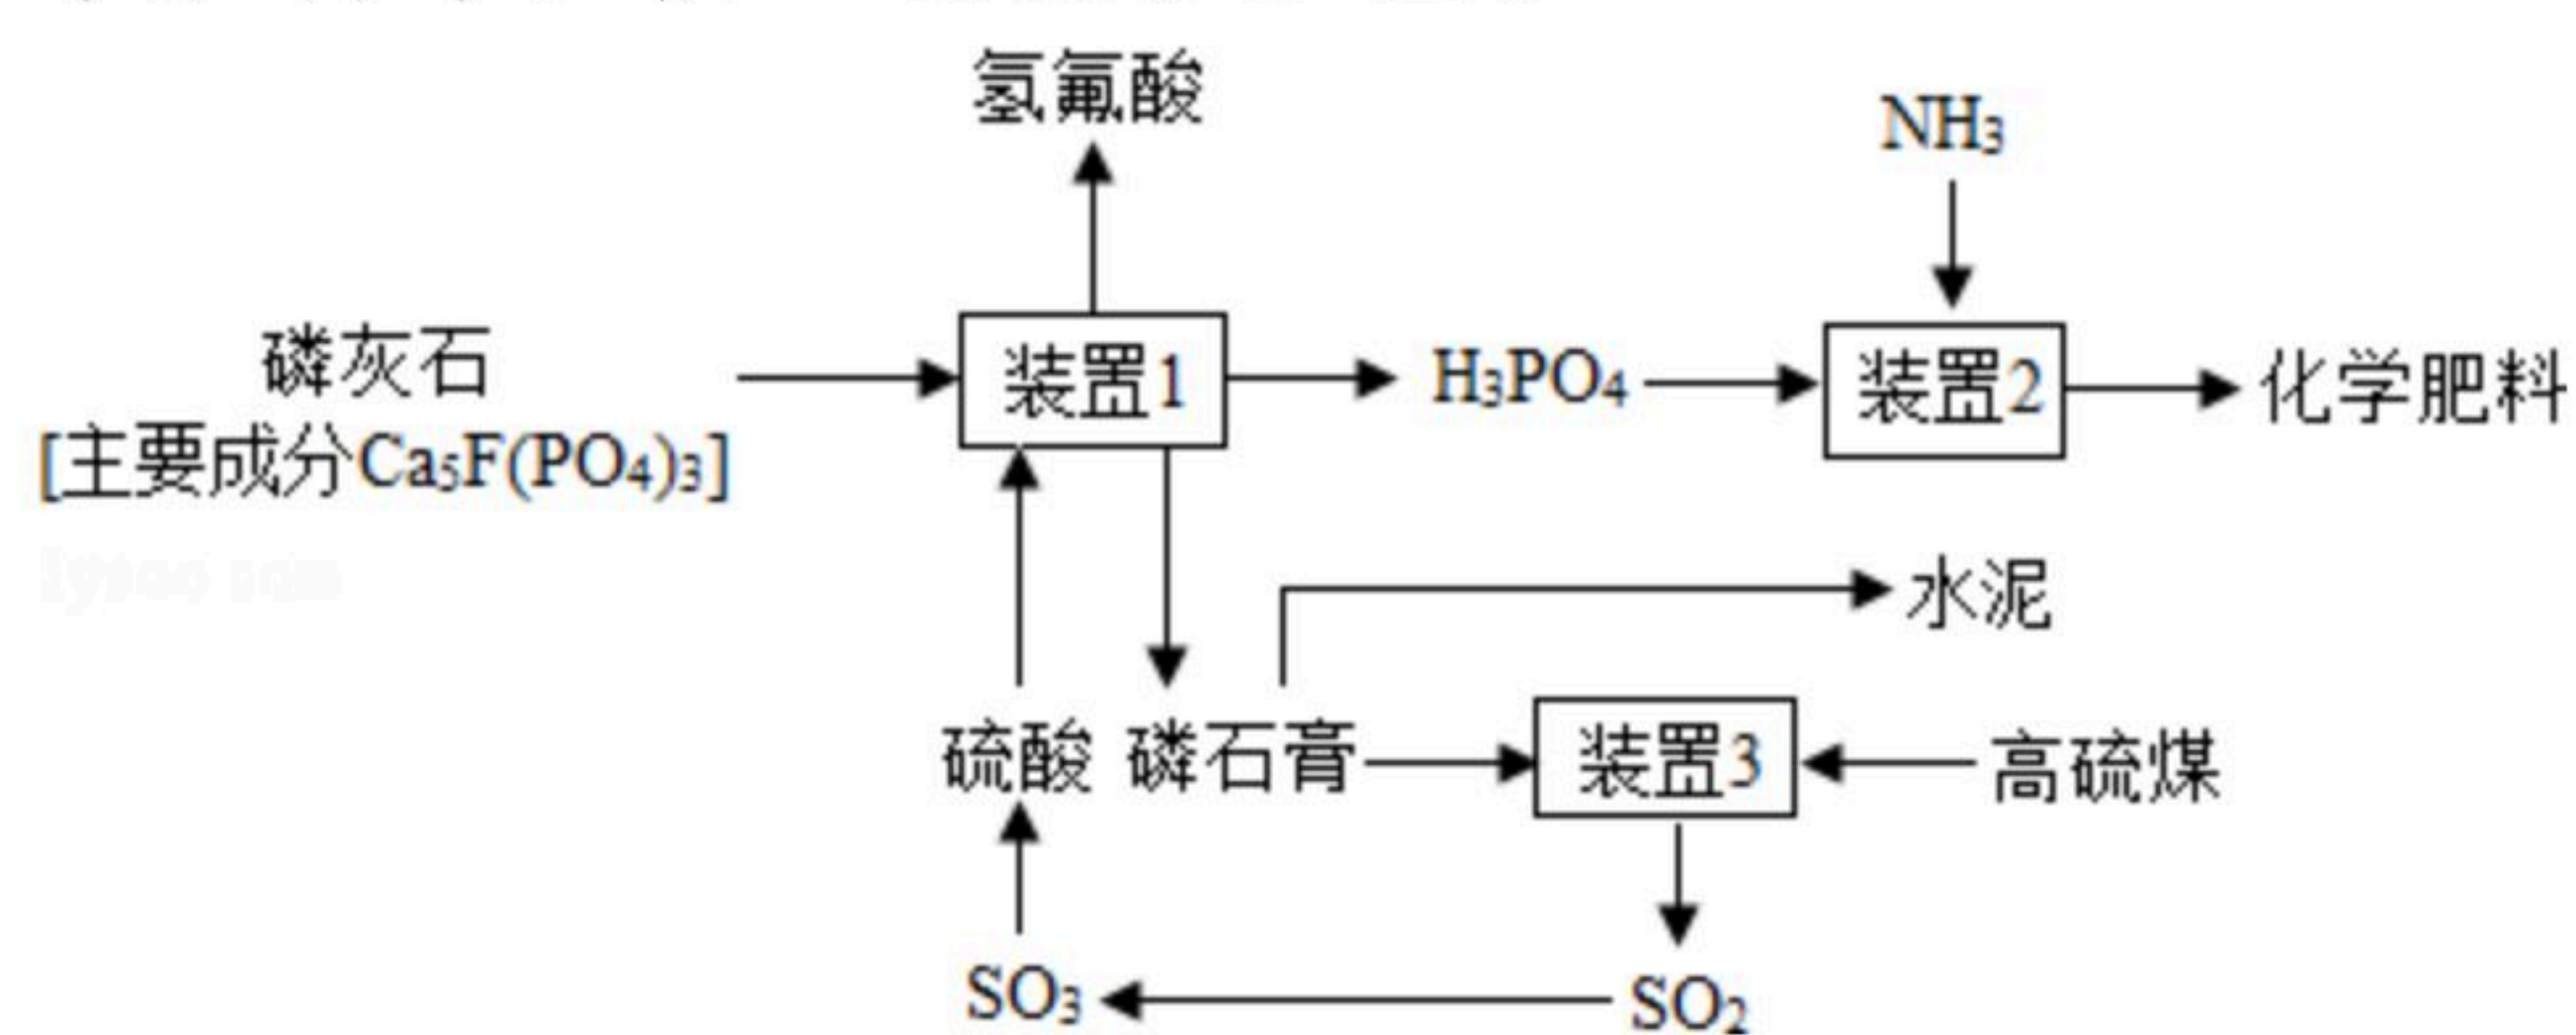 氢氟酸
NH₃
磷灰石
[主要成分Ca₅F(PO₄)₃]
装置1
H₃PO₄
装置2
化学肥料
水泥
硫酸
磷石膏
装置3
高硫煤
SO₃
SO₂